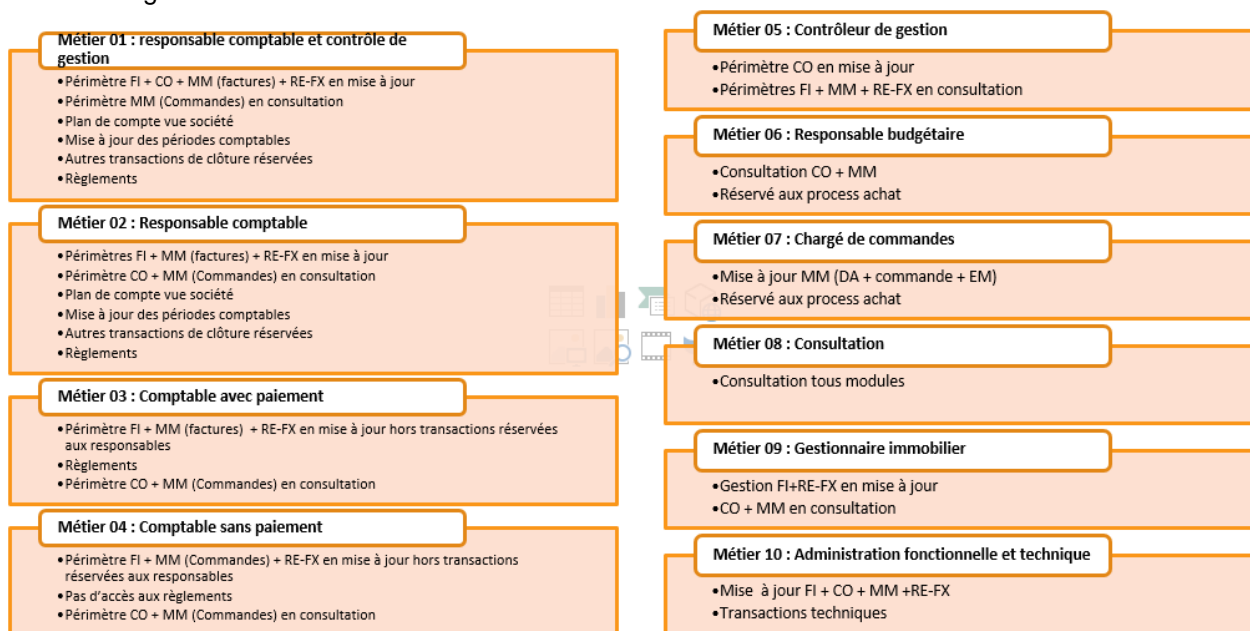 Métier 01 : responsable comptable et contrôle de
gestion
•Périmètre FI + CO + MM (factures) + RE-FX en mise à jour
•Périmètre MM (Commandes) en consultation
•Plan de compte vue société
•Mise à jour des périodes comptables
•Autres transactions de clôture réservées
•Règlements
Métier 02 : Responsable comptable
•Périmètres FI + MM (factures) + RE-FX en mise à jour
•Périmètre CO + MM (Commandes) en consultation
•Plan de compte vue société
•Mise à jour des périodes comptables
•Autres transactions de clôture réservées
•Règlements
Métier 03 : Comptable avec paiement
•Périmètre FI + MM (factures) + RE-FX en mise à jour hors transactions réservées
aux responsables
•Règlements
•Périmètre CO + MM (Commandes) en consultation
Métier 04 : Comptable sans paiement
•Périmètre FI + MM (Commandes) + RE-FX en mise à jour hors transactions
réservées aux responsables
•Pas d'accès aux règlements
•Périmètre CO + MM (Commandes) en consultation
Métier 05 : Contrôleur de gestion
•Périmètre CO en mise à jour
•Périmètres FI + MM + RE-FX en consultation
Métier 06 : Responsable budgétaire
•Consultation CO + MM
•Réservé aux process achat
Métier 07 : Chargé de commandes
•Mise à jour MM (DA + commande + EM)
•Réservé aux process achat
Métier 08 : Consultation
•Consultation tous modules
Métier 09 : Gestionnaire immobilier
•Gestion FI+RE-FX en mise à jour
•CO + MM en consultation
Métier 10 : Administration fonctionnelle et technique
•Mise à jour FI + CO + MM +RE-FX
•Transactions techniques